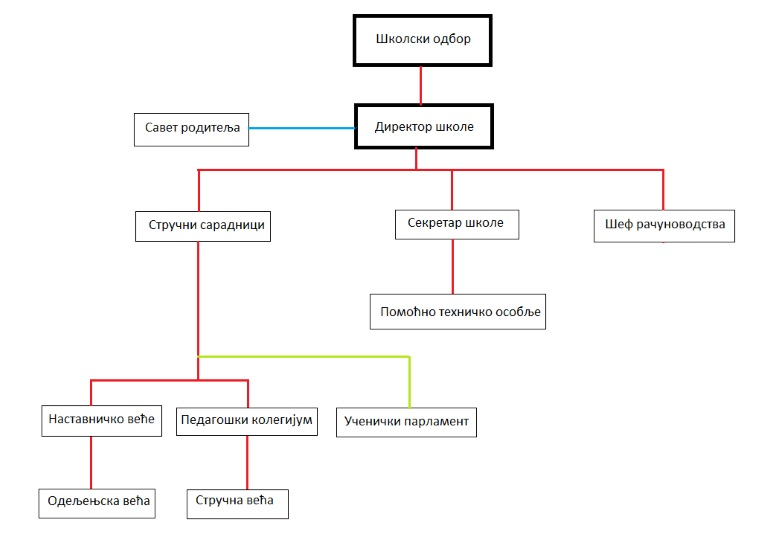 Школски одбор
Савет родитеља
Директор школе
Стручни сарадници
Секретар школе
Шеф рачуноводства
Помоћно техничко особље
Наставничко веће
Педагошки колегијум
Ученички парламент
Одељењска већа
Стручна већа